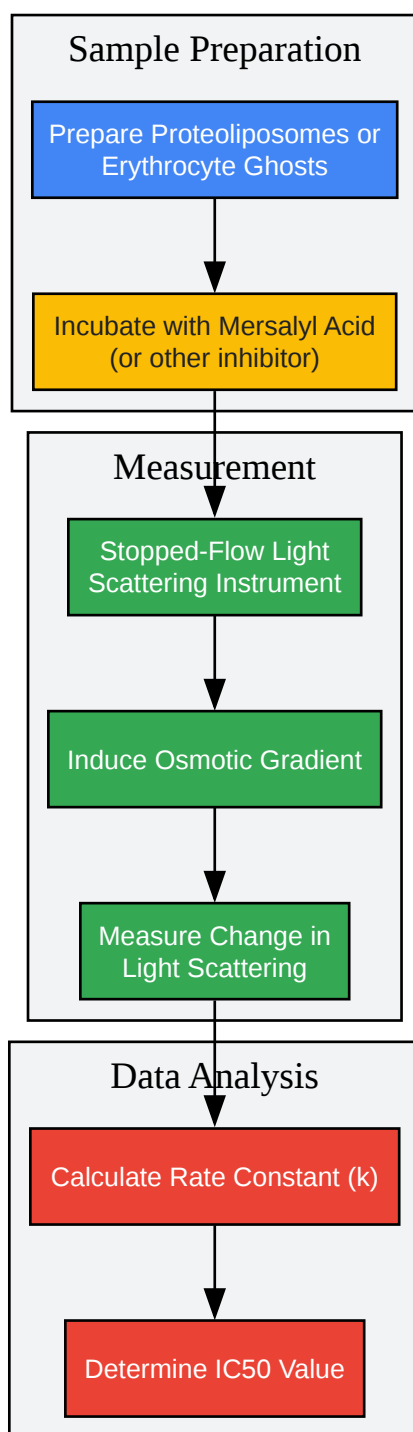 Sample Preparation
Prepare Proteoliposomes or
Erythrocyte Ghosts
Incubate with Mersalyl Acid
(or other inhibitor)
Measurement
Stopped-Flow Light
Scattering Instrument
Induce Osmotic Gradient
Measure Change in
Light Scattering
Data Analysis
Calculate Rate Constant (k)
Determine IC50 Value